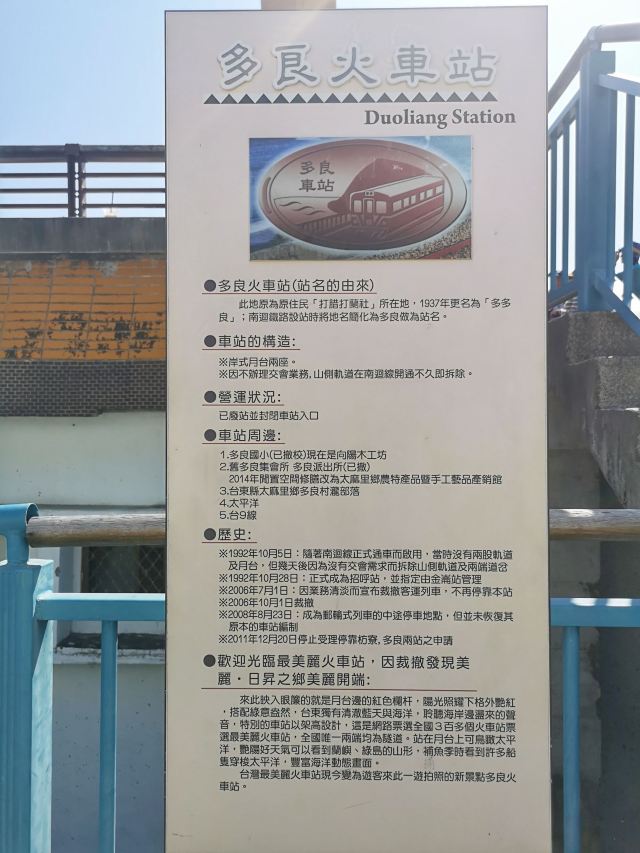 多良火車站
Duoliang Station
多良
車站
●多良火車站(站名的由來)
此地原為原住民「打腊打蘭社」所在地，1937年更名為「多多
良」；南迴鐵路設站時將地名簡化為多良做為站名。
●車站的構造:
※岸式月台兩座。
※因不辦理交會業務,山側軌道在南迴線開通不久即拆除。
●營運狀況:
已廢站並封閉車站入口
●車站周邊:
1.多良國小(已撤校)現在是向陽木工坊
2.舊多良集會所 多良派出所(已撤)
2014年閒置空間修膳改為太麻里鄉農特產品暨手工藝品產銷館
3.台東縣太麻里鄉多良村瀧部落
4.太平洋
5.台9線
●歷史:
※1992年10月5日：隨著南迴線正式通車而啟用，當時設有兩股軌道
及月台，但幾天後因為沒有交會需求而拆除山側軌道及兩端道岔
※1992年10月28日：正式成為招呼站，並指定由金崙站管理
※2006年7月1日：因業務清淡而宣布裁撤客運列車，不再停靠本站
※2006年10月1日裁撤
※2008年8月23日：成為郵輪式列車的中途停車地點，但並未恢復其
原本的車站編制
※2011年12月20日停止受理停靠枋寮,多良兩站之申請
●歡迎光臨最美麗火車站，因裁撤發現美
麗・日昇之鄉美麗開端:
來此映入眼簾的就是月台邊的紅色欄杆，陽光照耀下格外艷紅
，搭配綠意盎然，台東獨有清澈藍天與海洋，聆聽海岸邊盪來的聲
音，特別的車站以架高設計，這是網路票選全國3百多個火車站票
選最美麗火車站，全國唯一兩端均為隧道。站在月台上可鳥瞰太平
洋，艷陽好天氣可以看到蘭嶼、綠島的山形，補魚季時看到許多船
隻穿梭太平洋，豐富海洋動態畫面。
台灣最美麗火車站現今變為遊客來此一遊拍照的新景點多良火
車站。